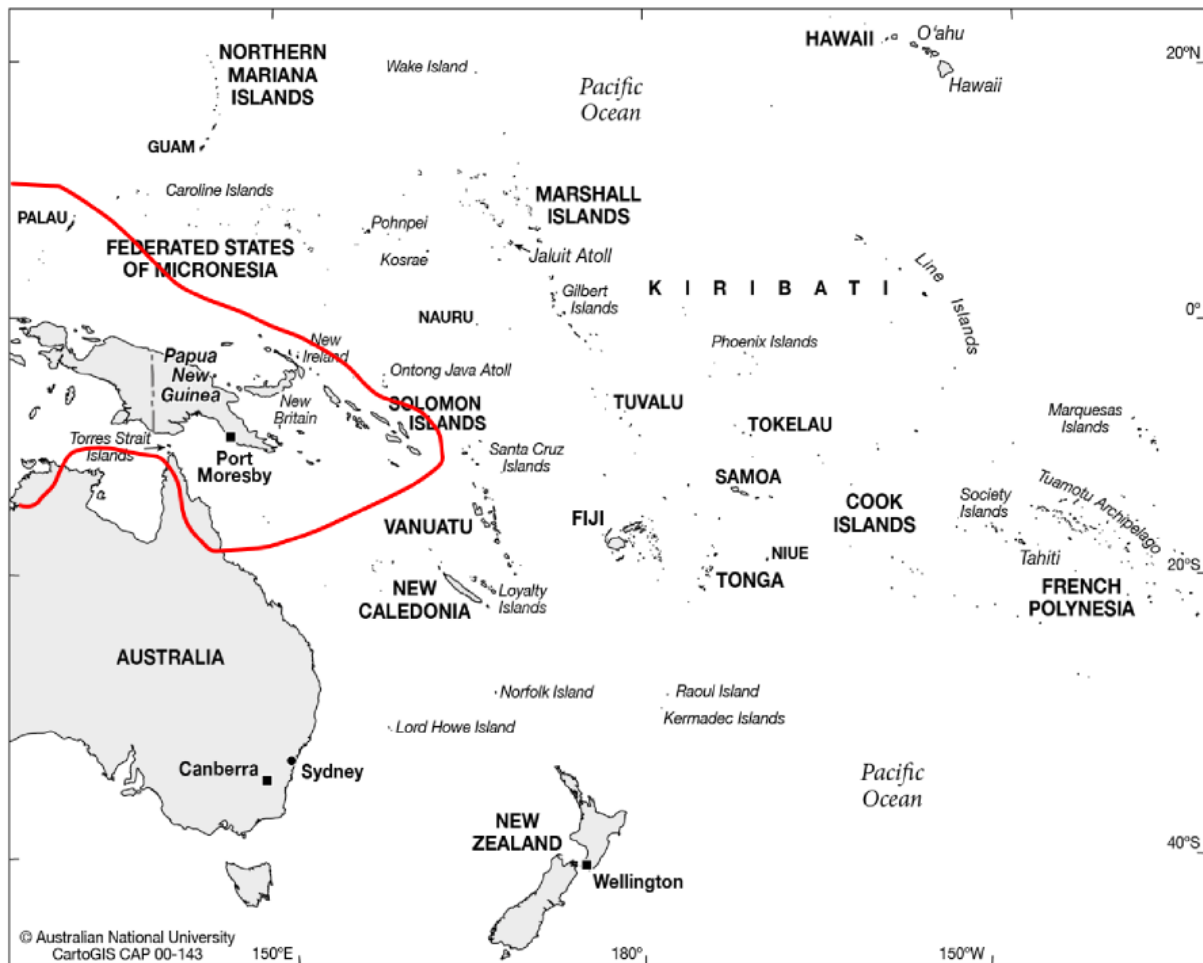 NORTHERN
MARIANA
ISLANDS
Wake Island
Pacific
Ocean
HAWAII
O'ahu
Hawaii
20°N
GUAM
Caroline Islands
PALAU
FEDERATED STATES
OF MICRONESIA
Pohnpei
Kosrae
MARSHALL
ISLANDS
Jaluit Atoll
Gilbert
Islands
KIRIBATI
Line Islands
NAURU
0°
Phoenix Islands
New
Ireland
Papua
New
Guinea
Ontong Java Atoll
New
Britain
SOLOMON
ISLANDS
TUVALU
TOKELAU
Marquesas
Islands
Torres Strait
Islands
Port
Moresby
Santa Cruz
Islands
SAMOA
COOK
ISLANDS
Society
Islands
Tuamotu Archipelago
VANUATU
FIJI
NIUE
Tahiti
20°S
NEW
CALEDONIA
Loyalty
Islands
TONGA
FRENCH
POLYNESIA
AUSTRALIA
Norfolk Island
Raoul Island
Lord Howe Island
Kermadec Islands
Canberra
Sydney
Pacific
Ocean
NEW
ZEALAND
Wellington
40°S
© Australian National University
CartoGIS CAP 00-143
150°E
180°
150°W